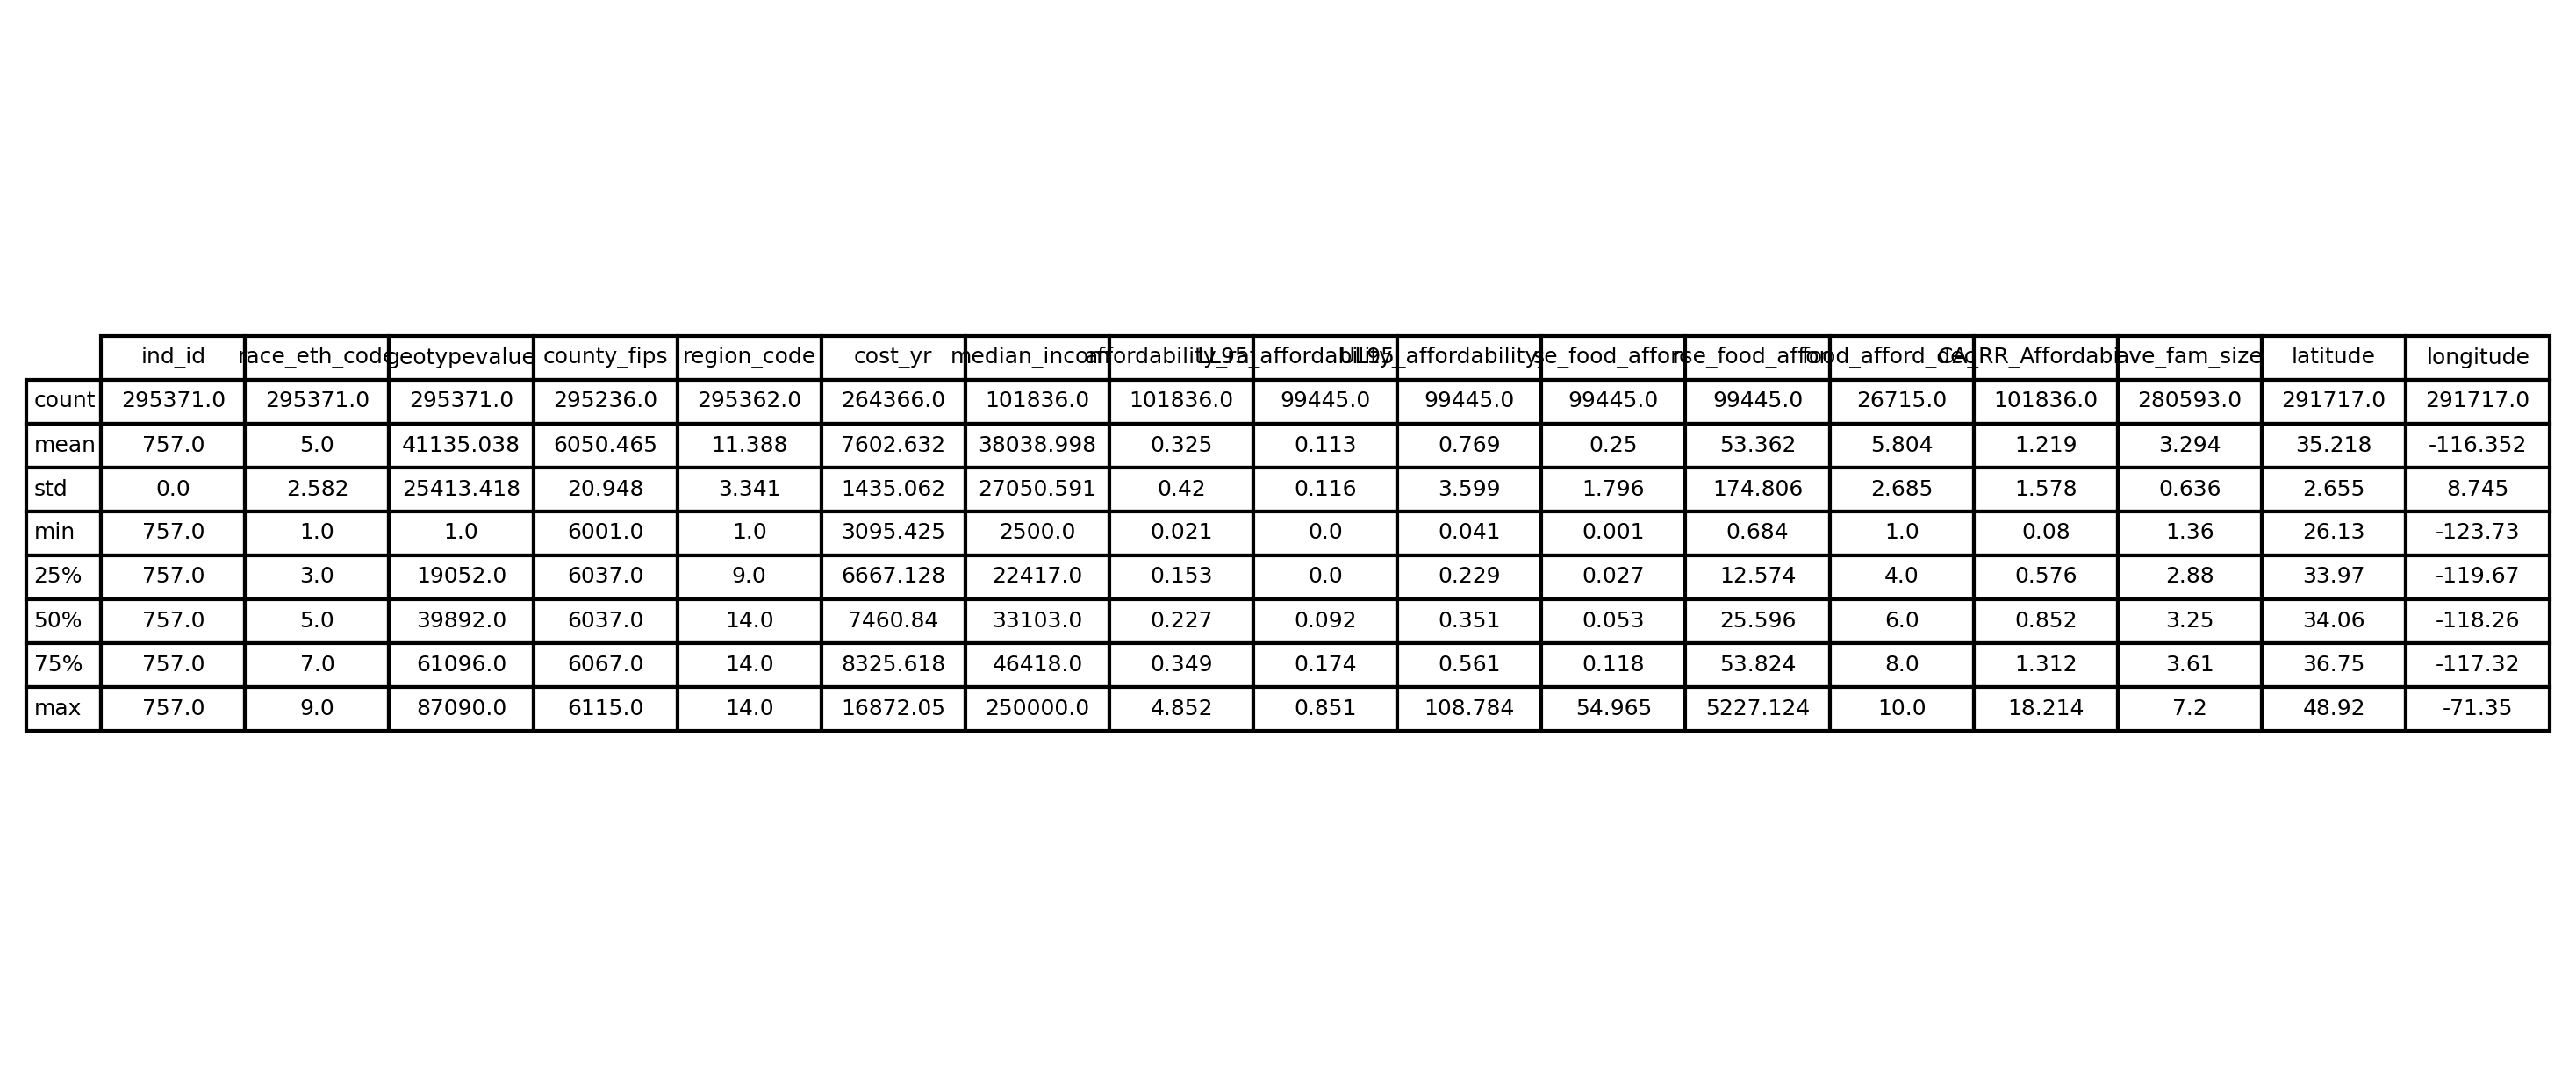 ind_id race_eth_code geotypevalue county_fips region_code cost_yr median_income affordability_ra LL95_affordability UL95_affordability se_food_afford rse_food_afford food_afford_dec CA_RR_Affordabi ave_fam_size latitude longitude
count 295371.0 295371.0 295371.0 295236.0 295362.0 264366.0 101836.0 101836.0 99445.0 99445.0 99445.0 99445.0 26715.0 101836.0 280593.0 291717.0 291717.0
mean 757.0 5.0 41135.038 6050.465 11.388 7602.632 38038.998 0.325 0.113 0.769 0.25 53.362 5.804 1.219 3.294 35.218 -116.352
std 0.0 2.582 25413.418 20.948 3.341 1435.062 27050.591 0.42 0.116 3.599 1.796 174.806 2.685 1.578 0.636 2.655 8.745
min 757.0 1.0 1.0 6001.0 1.0 3095.425 2500.0 0.021 0.0 0.041 0.001 0.684 1.0 0.08 1.36 26.13 -123.73
25% 757.0 3.0 19052.0 6037.0 9.0 6667.128 22417.0 0.153 0.0 0.229 0.027 12.574 4.0 0.576 2.88 33.97 -119.67
50% 757.0 5.0 39892.0 6037.0 14.0 7460.84 33103.0 0.227 0.092 0.351 0.053 25.596 6.0 0.852 3.25 34.06 -118.26
75% 757.0 7.0 61096.0 6067.0 14.0 8325.618 46418.0 0.349 0.174 0.561 0.118 53.824 8.0 1.312 3.61 36.75 -117.32
max 757.0 9.0 87090.0 6115.0 14.0 16872.05 250000.0 4.852 0.851 108.784 54.965 5227.124 10.0 18.214 7.2 48.92 -71.35